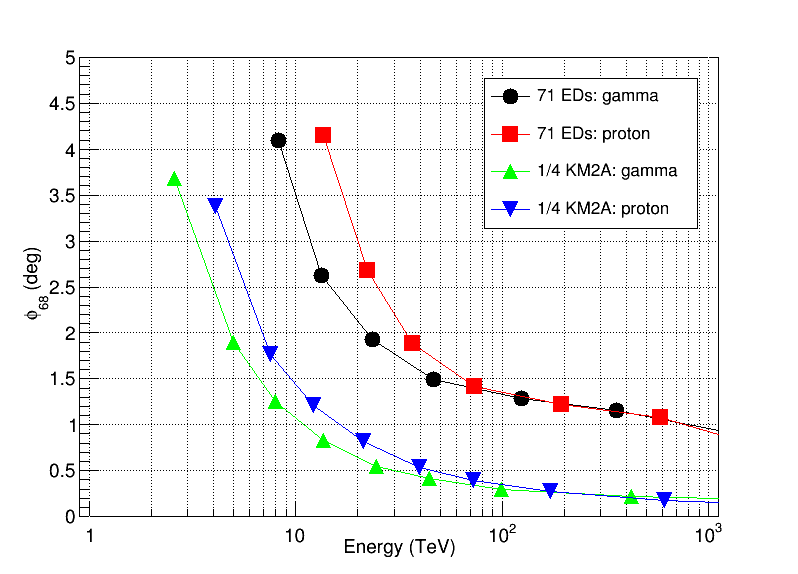 5
4.5
4
3.5
3
2.5
2
1.5
1
0.5
0
ϕ68 (deg)
71 EDs: gamma
71 EDs: proton
1/4 KM2A: gamma
1/4 KM2A: proton
1 10 10² 10³
Energy (TeV)